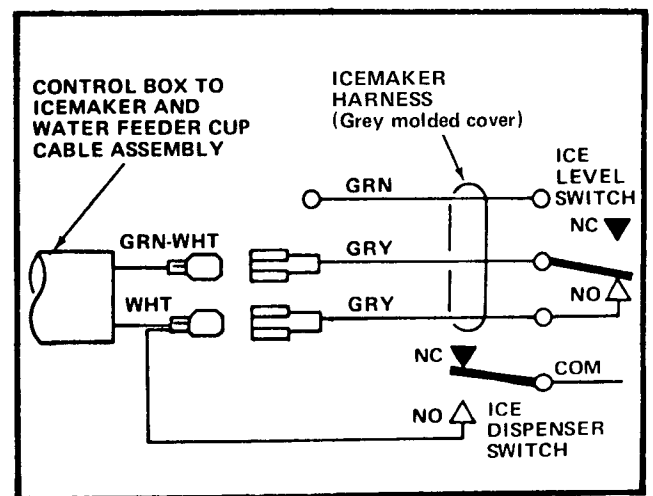 CONTROL BOX TO
ICEMAKER AND
WATER FEEDER CUP
CABLE ASSEMBLY
ICEMAKER
HARNESS
(Grey molded cover)
ICE
LEVEL
SWITCH
GRN
NC
GRN-WHT
GRY
NO
WHT
GRY
NC
COM
NO
ICE
DISPENSER
SWITCH